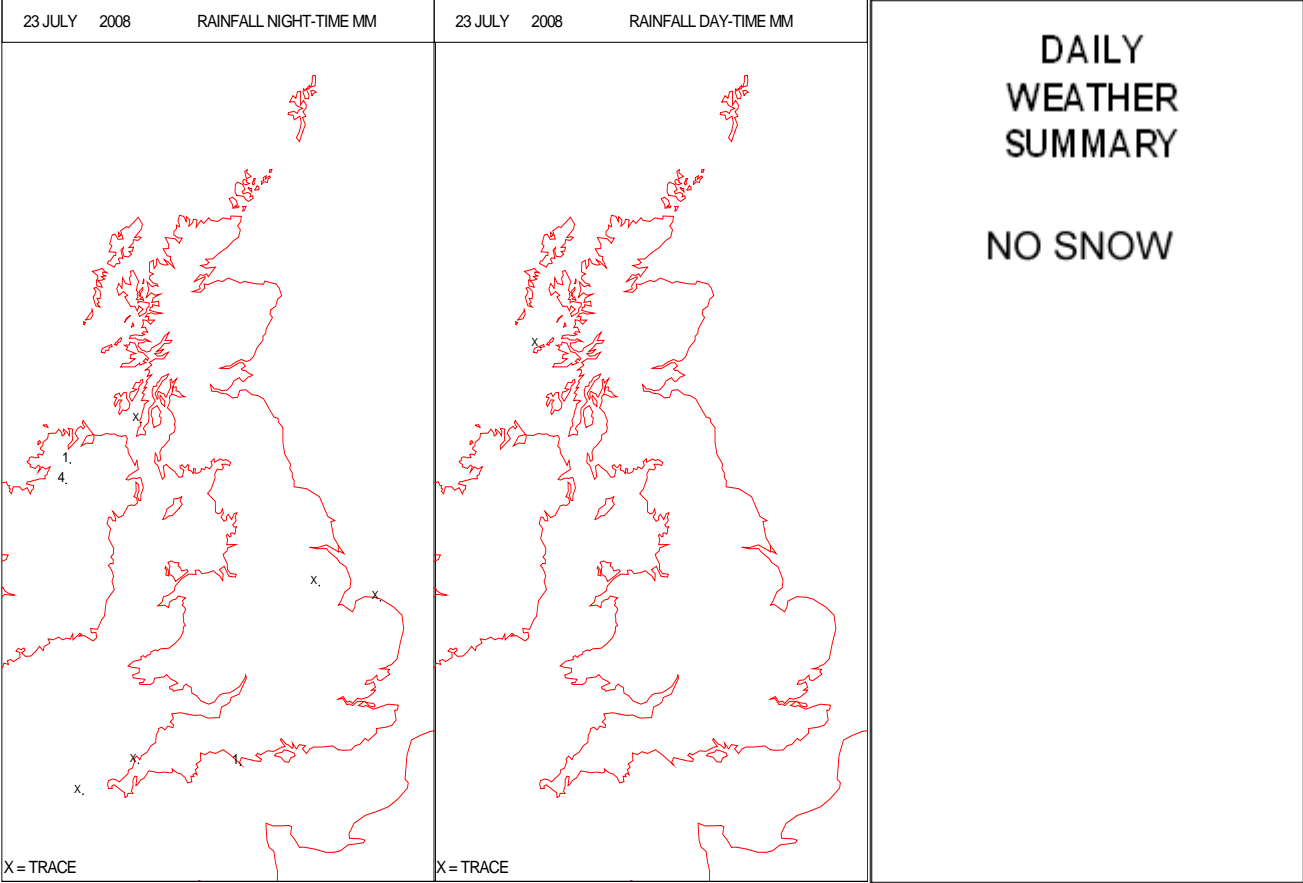 23 JULY 2008 RAINFALL NIGHT-TIME MM
X.
1.
4.
X.
X.
X.
1.
X.
X = TRACE
23 JULY 2008 RAINFALL DAY-TIME MM
X.
X = TRACE
DAILY
WEATHER
SUMMARY
NO SNOW